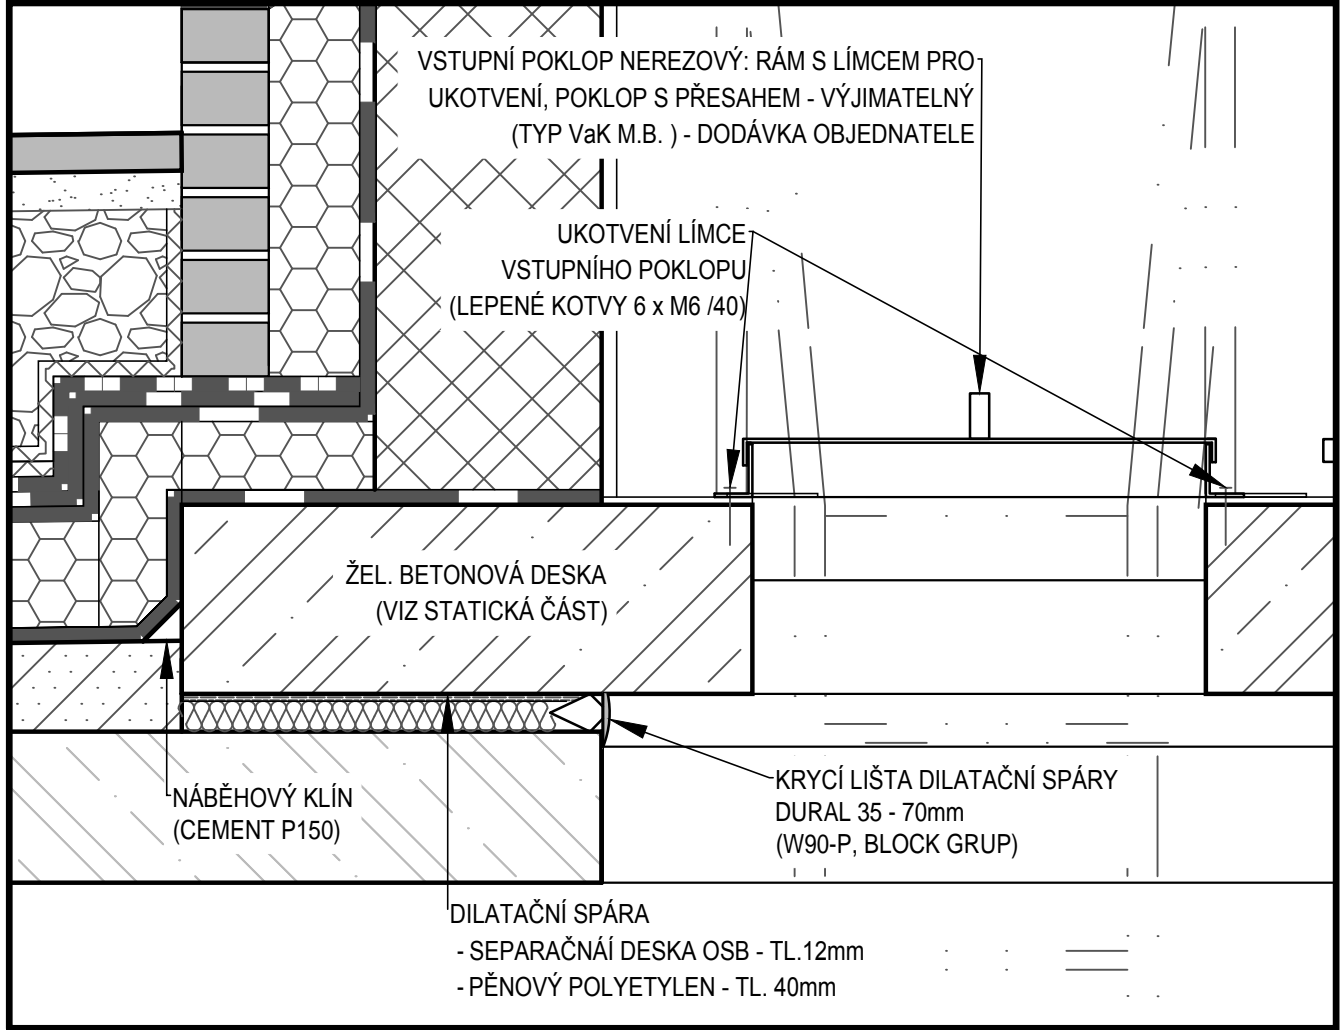 VSTUPNÍ POKLOP NEREZOVÝ: RÁM S LÍMCEM PRO
UKOTVENÍ, POKLOP S PŘESAHEM - VÝJIMATELNÝ
(TYP VaK M.B. ) - DODÁVKA OBJEDNATELE
UKOTVENÍ LÍMCE
VSTUPNÍHO POKLOPU
(LEPENÉ KOTVY 6 x M6 /40)
ŽEL. BETONOVÁ DESKA
(VIZ STATICKÁ ČÁST)
NÁBĚHOVÝ KLÍN
(CEMENT P150)
KRYCÍ LIŠTA DILATAČNÍ SPÁRY
DURAL 35 - 70mm
(W90-P, BLOCK GRUP)
DILATAČNÍ SPÁRA
- SEPARAČNÁÍ DESKA OSB - TL.12mm
- PĚNOVÝ POLYETYLEN - TL. 40mm